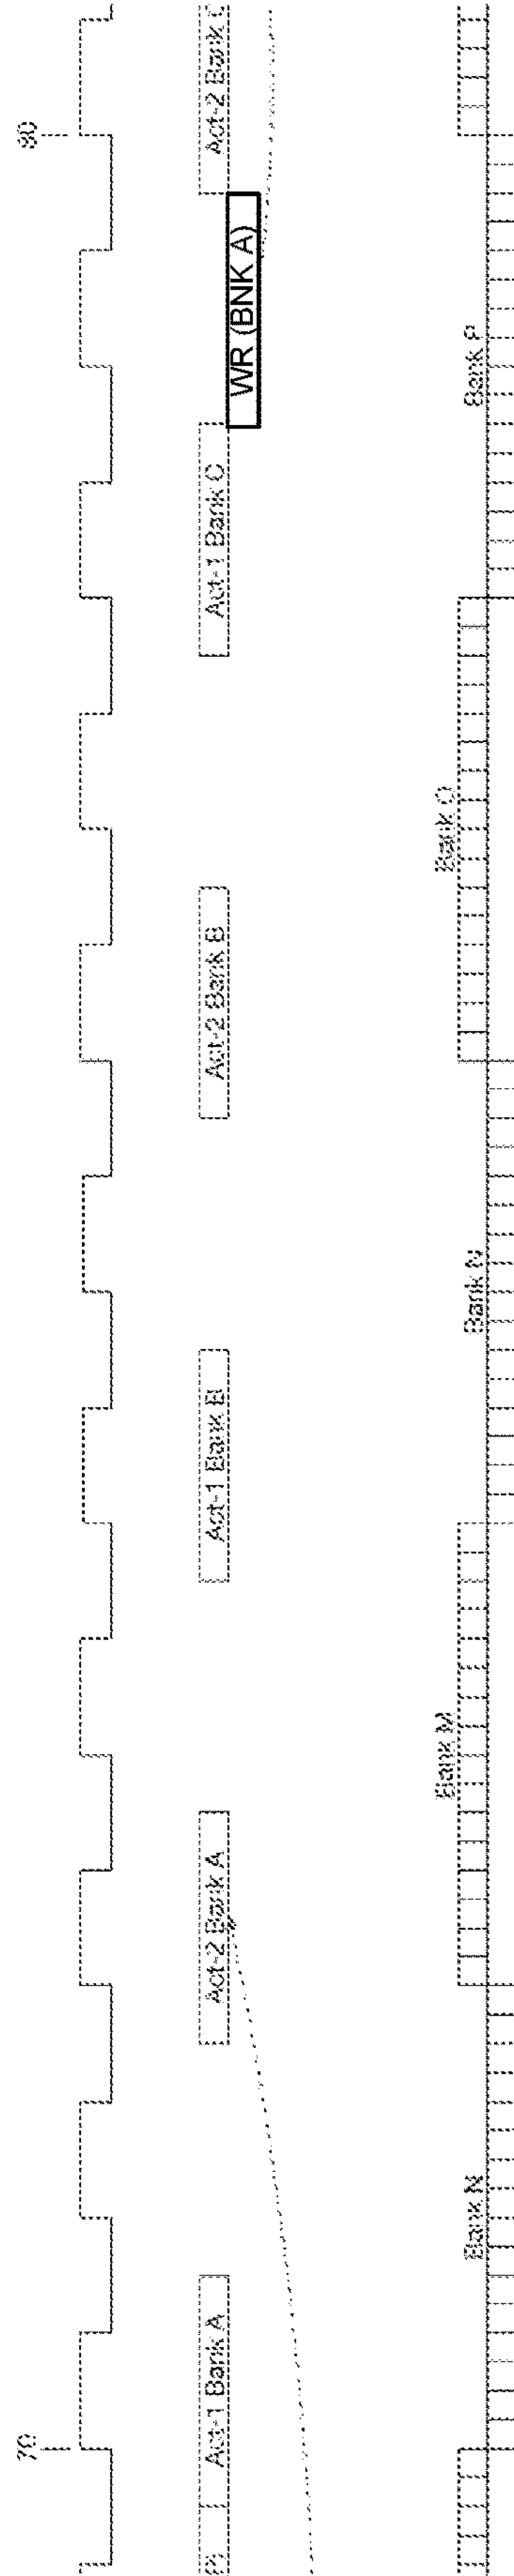 70 80
Act-1 Bank A Act-2 Bank A Act-1 Bank B Act-2 Bank B Act-1 Bank C Act-2 Bank C
WR (BNK A)
Bank M Bank O
Bank N Bank N Bank P